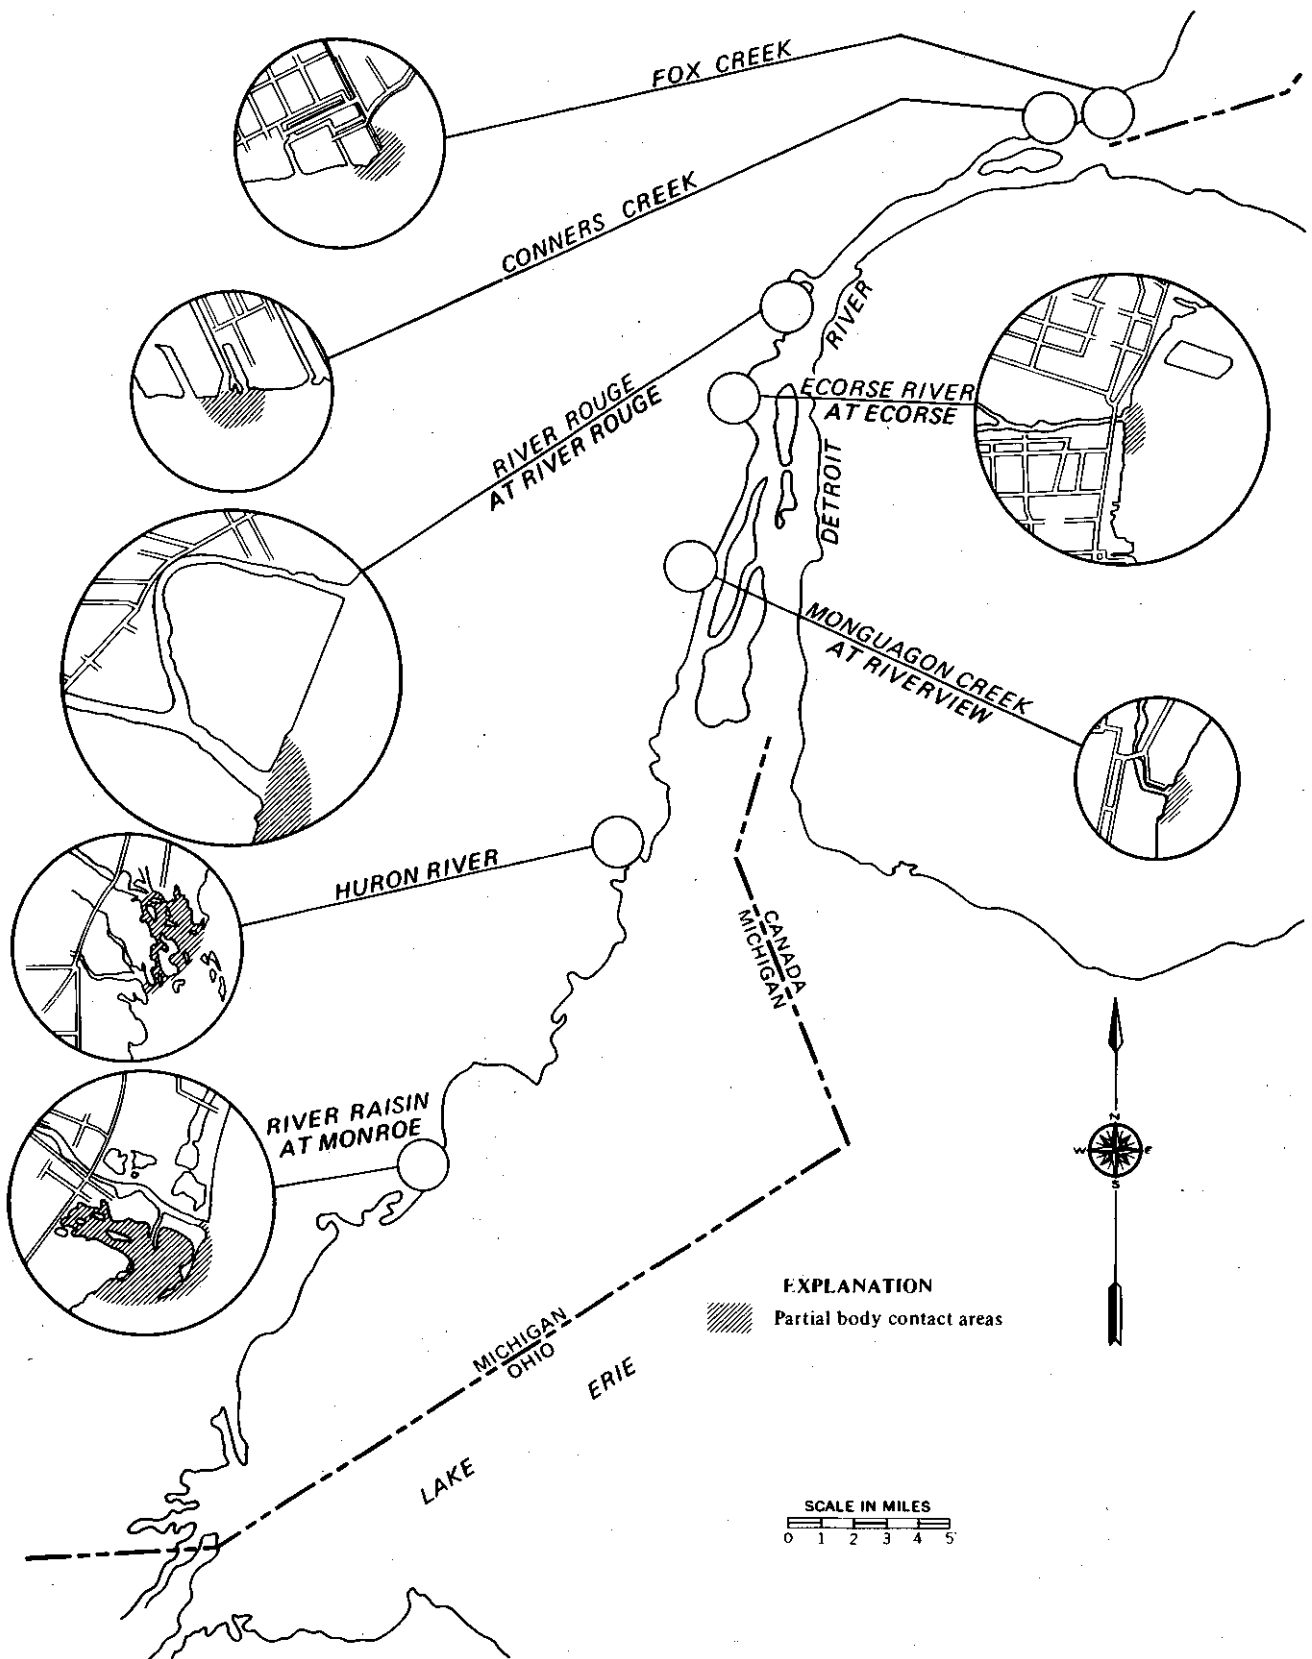 FOX CREEK
CONNERS CREEK
RIVER ROUGE
AT RIVER ROUGE
RIVER
DETROIT
ECORSE RIVER
AT ECORSE
MONGUAGON CREEK
AT RIVERVIEW
HURON RIVER
CANADA
MICHIGAN
RIVER RAISIN
AT MONROE
N
W E
S
EXPLANATION
Partial body contact areas
MICHIGAN
OHIO
LAKE ERIE
SCALE IN MILES
0 1 2 3 4 5